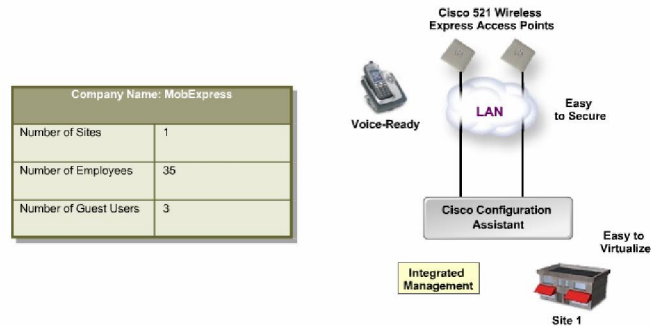 Company Name: MobExpress
Number of Sites 1
Number of Employees 35
Number of Guest Users 3
Cisco 521 Wireless
Express Access Points
Voice-Ready
LAN
Easy
to Secure
Cisco Configuration
Assistant
Integrated
Management
Easy to
Virtualize
Site 1